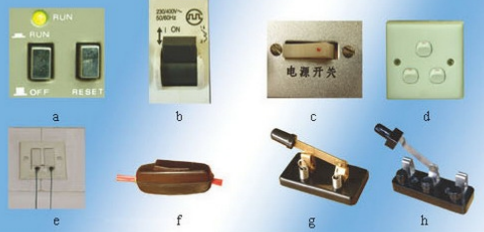 RUN
RUN
OFF RESET
a
230/400V~
50/60Hz
I ON
b
电源开关
c
d
e
f
g
h